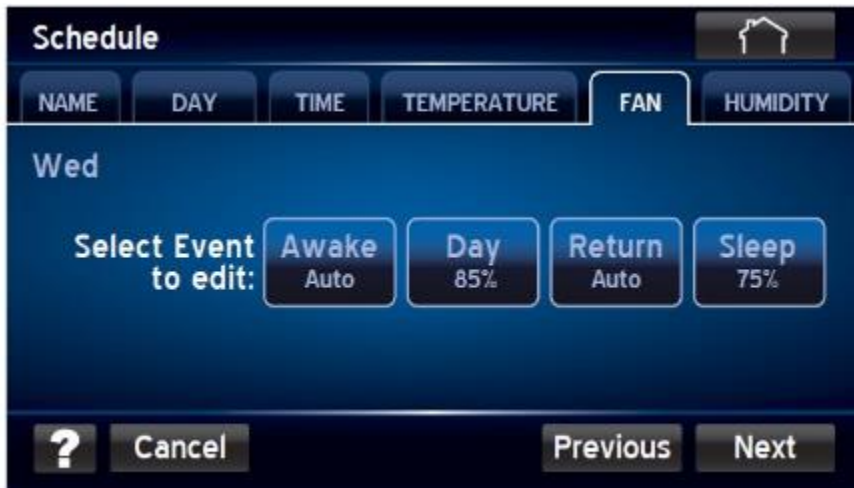 Schedule
NAME DAY TIME TEMPERATURE FAN HUMIDITY
Wed
Select Event
to edit:
Awake
Auto
Day
85%
Return
Auto
Sleep
75%
? Cancel Previous Next